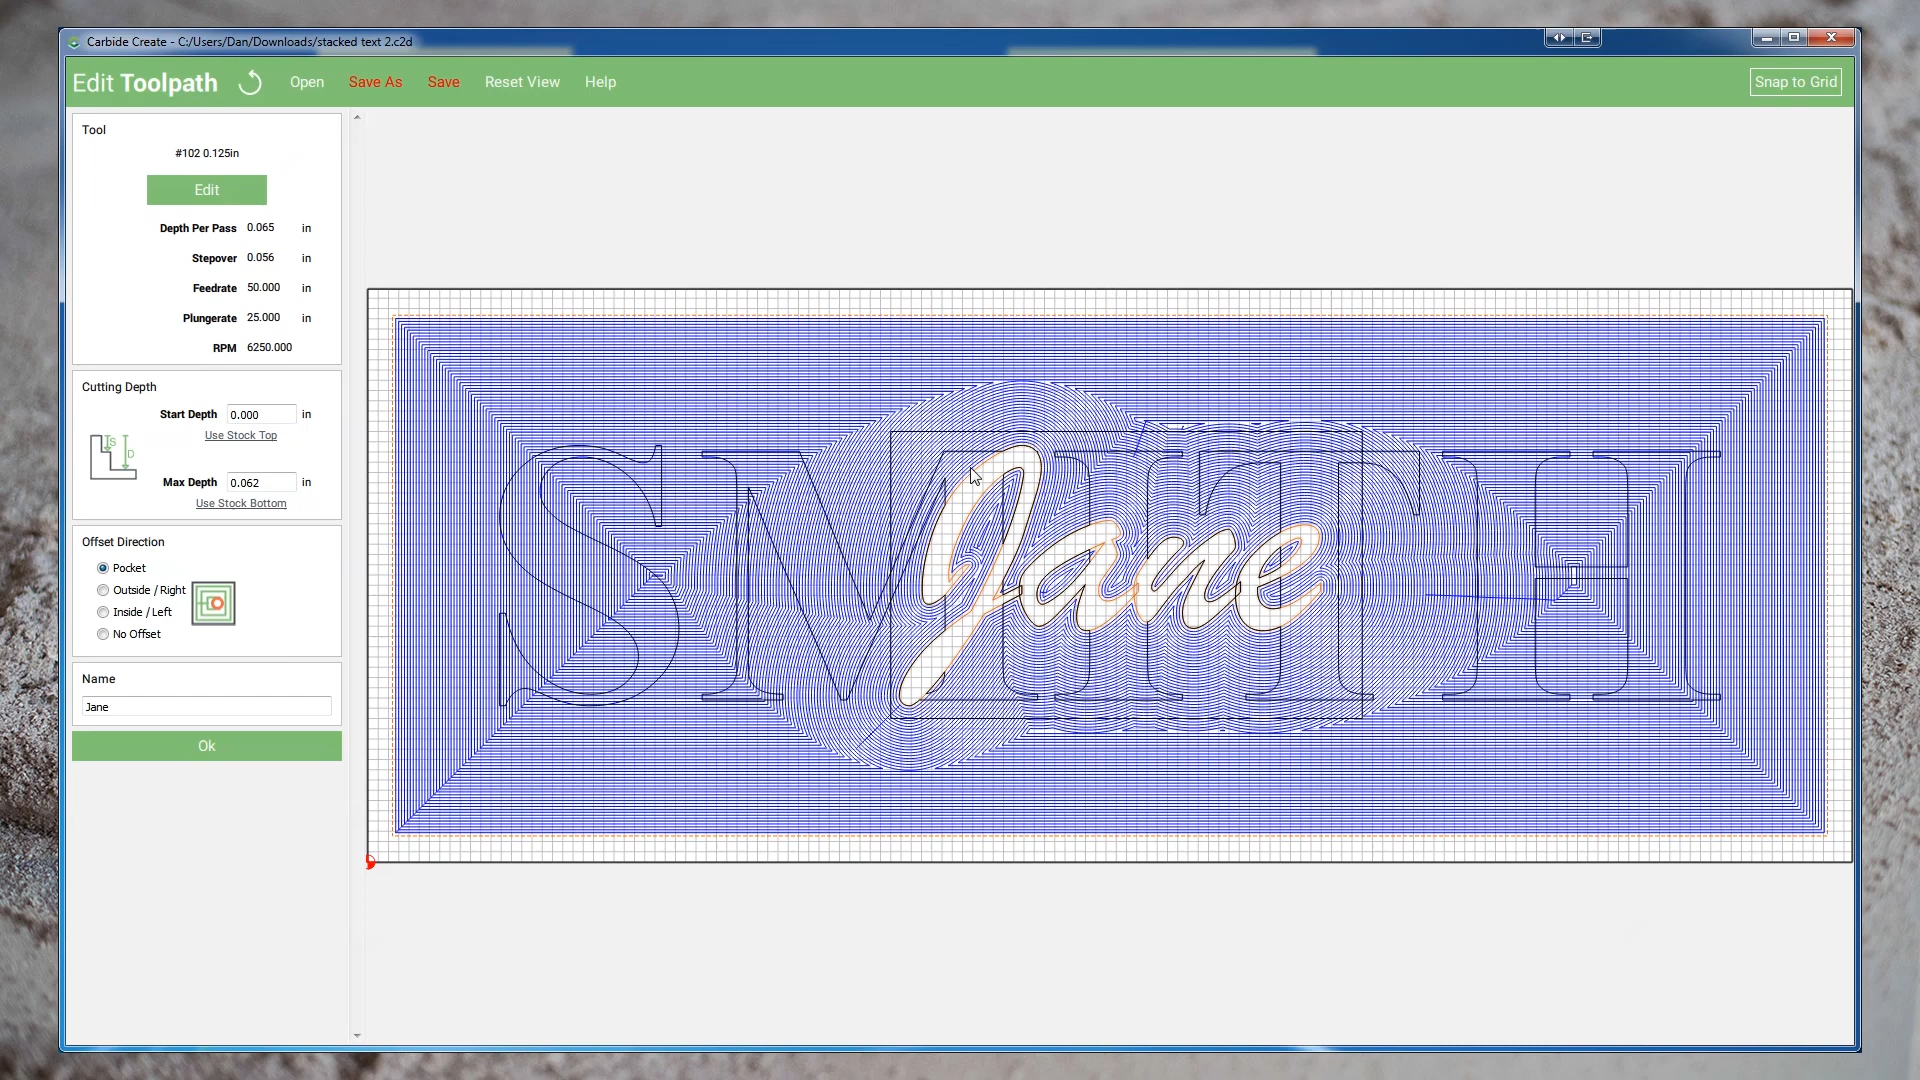 Carbide Create - C:/Users/Dan/Downloads/stacked text 2.c2d
Edit Toolpath Open Save As Save Reset View Help Snap to Grid
Tool
#102 0.125in
Edit
Depth Per Pass 0.065 in
Stepover 0.056 in
Feedrate 50.000 in
Plungerate 25.000 in
RPM 6250.000
Cutting Depth
Start Depth 0.000 in
Use Stock Top
S
D
Max Depth 0.062 in
Use Stock Bottom
Offset Direction
Pocket
Outside / Right
Inside / Left
No Offset
Name
Jane
Ok
SMITH
Jane